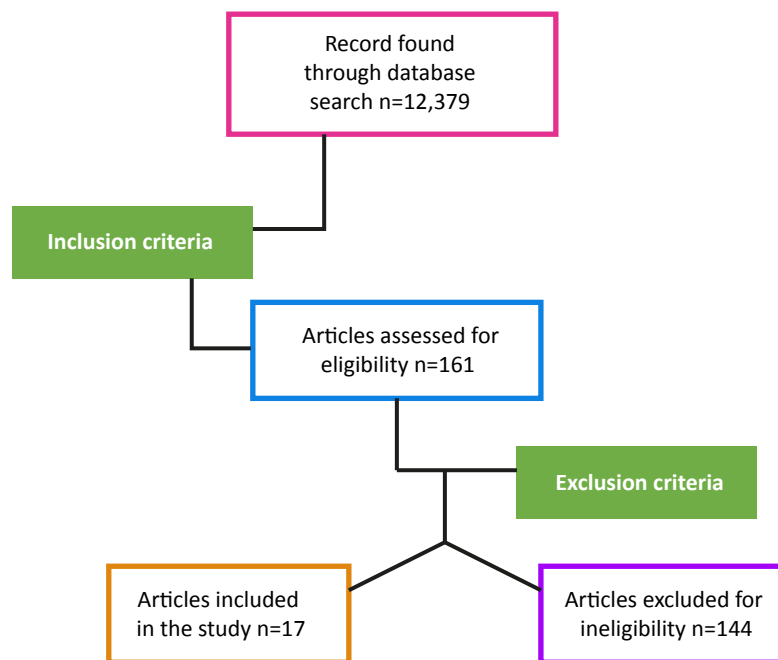 Record found
through database
search n=12,379
Inclusion criteria
Articles assessed for
eligibility n=161
Exclusion criteria
Articles included
in the study n=17
Articles excluded for
ineligibility n=144